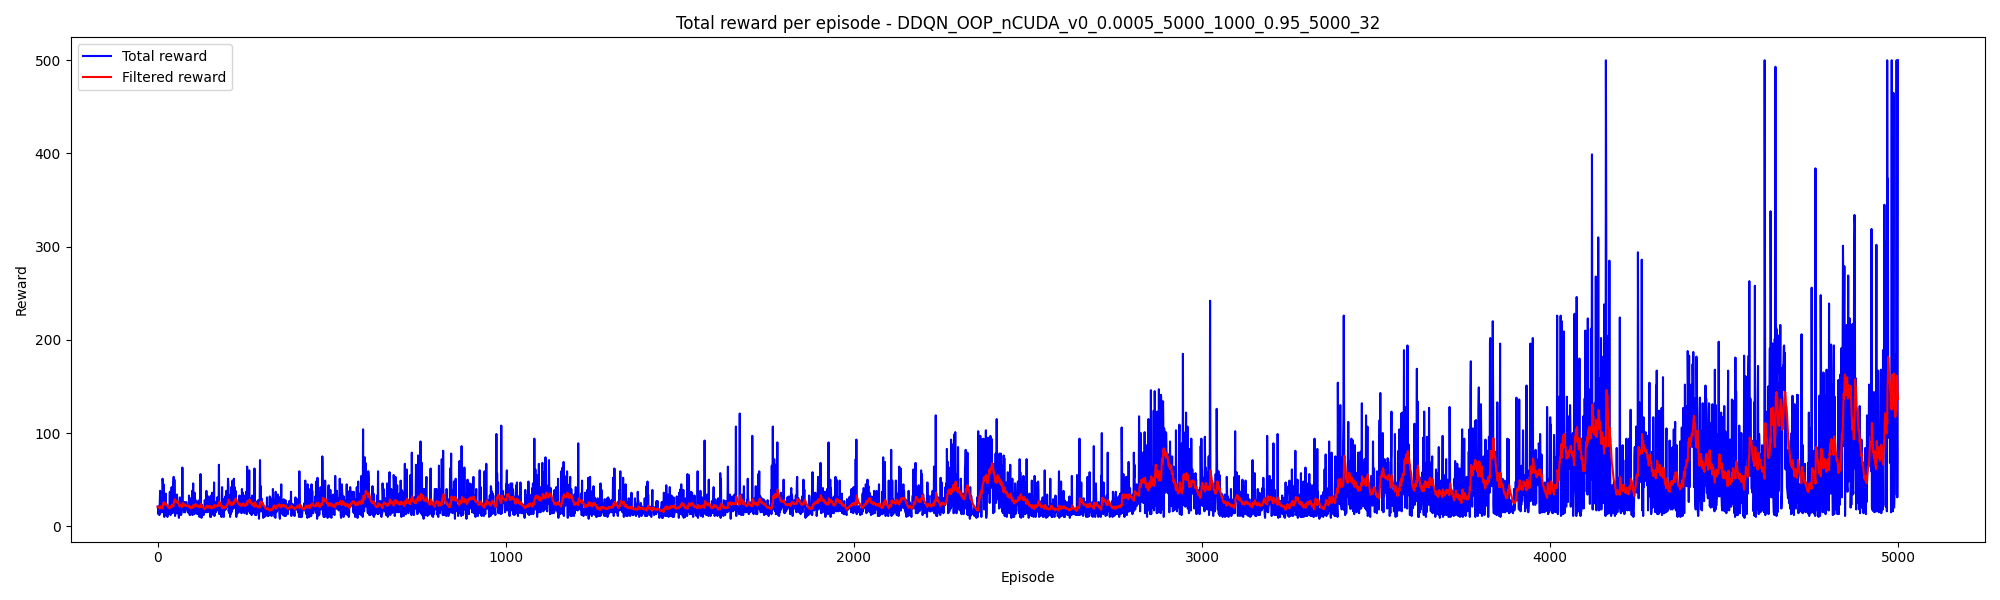 Total reward per episode - DDQN_OOP_nCUDA_v0_0.0005_5000_1000_0.95_5000_32
Total reward
Filtered reward
500
400
300
200
100
0
Reward
0 1000 2000 3000 4000 5000
Episode